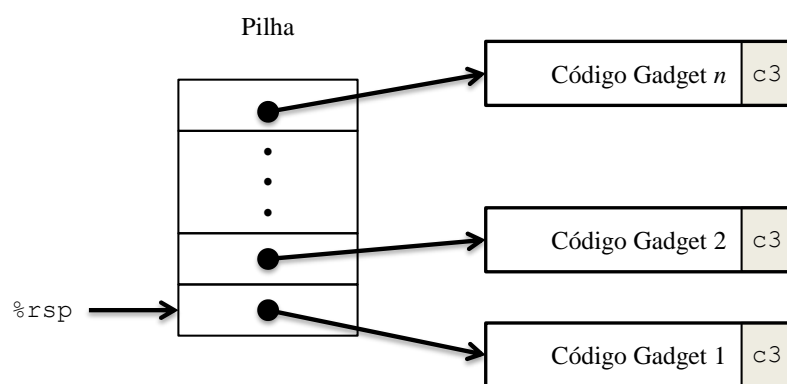 Pilha
Código Gadget n
c3
Código Gadget 2
c3
%rsp
Código Gadget 1
c3